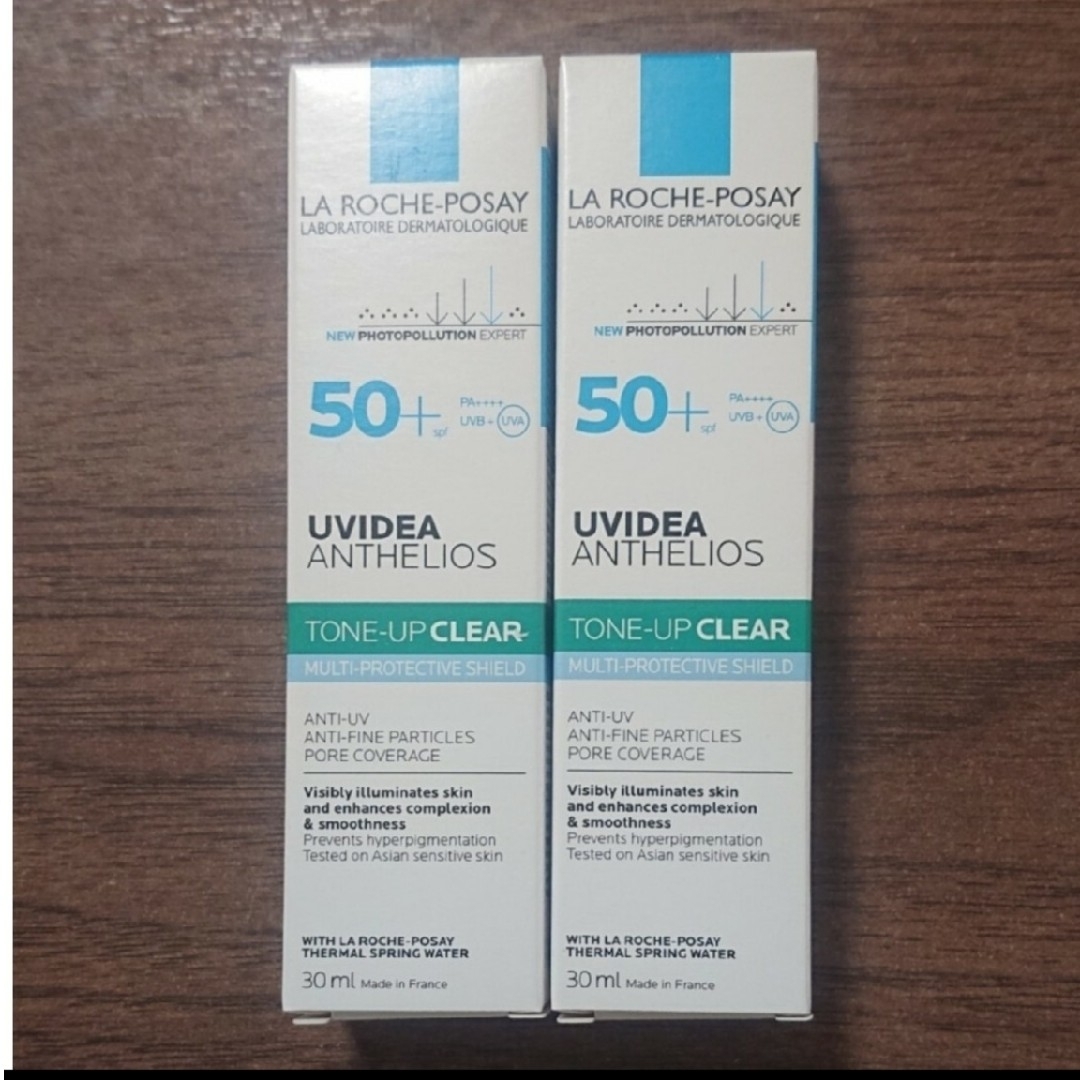 LA ROCHE-POSAY
LABORATOIRE DERMATOLOGIQUE
NEW PHOTOPOLLUTION EXPERT
50+ spf
PA++++
UVB + UVA
UVIDEA
ANTHELIOS
TONE-UP CLEAR
MULTI-PROTECTIVE SHIELD
ANTI-UV
ANTI-FINE PARTICLES
PORE COVERAGE
Visibly illuminates skin
and enhances complexion
& smoothness
Prevents hyperpigmentation
Tested on Asian sensitive skin
WITH LA ROCHE-POSAY
THERMAL SPRING WATER
30 ml Made in France
LA ROCHE-POSAY
LABORATOIRE DERMATOLOGIQUE
NEW PHOTOPOLLUTION EXPERT
50+ spf
PA++++
UVB + UVA
UVIDEA
ANTHELIOS
TONE-UP CLEAR
MULTI-PROTECTIVE SHIELD
ANTI-UV
ANTI-FINE PARTICLES
PORE COVERAGE
Visibly illuminates skin
and enhances complexion
& smoothness
Prevents hyperpigmentation
Tested on Asian sensitive skin
WITH LA ROCHE-POSAY
THERMAL SPRING WATER
30 ml Made in France